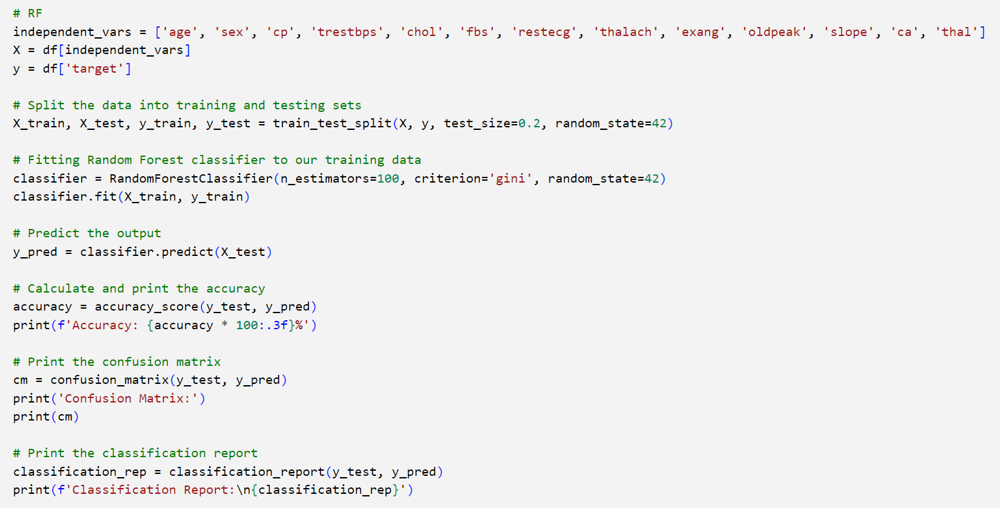 # RF
independent_vars = ['age', 'sex', 'cp', 'trestbps', 'chol', 'fbs', 'restecg', 'thalach', 'exang', 'oldpeak', 'slope', 'ca', 'thal']
X = df[independent_vars]
y = df['target']

# Split the data into training and testing sets
X_train, X_test, y_train, y_test = train_test_split(X, y, test_size=0.2, random_state=42)

# Fitting Random Forest classifier to our training data
classifier = RandomForestClassifier(n_estimators=100, criterion='gini', random_state=42)
classifier.fit(X_train, y_train)

# Predict the output
y_pred = classifier.predict(X_test)

# Calculate and print the accuracy
accuracy = accuracy_score(y_test, y_pred)
print(f'Accuracy: {accuracy * 100:.3f}%')

# Print the confusion matrix
cm = confusion_matrix(y_test, y_pred)
print('Confusion Matrix:')
print(cm)

# Print the classification report
classification_rep = classification_report(y_test, y_pred)
print(f'Classification Report:\n{classification_rep}')